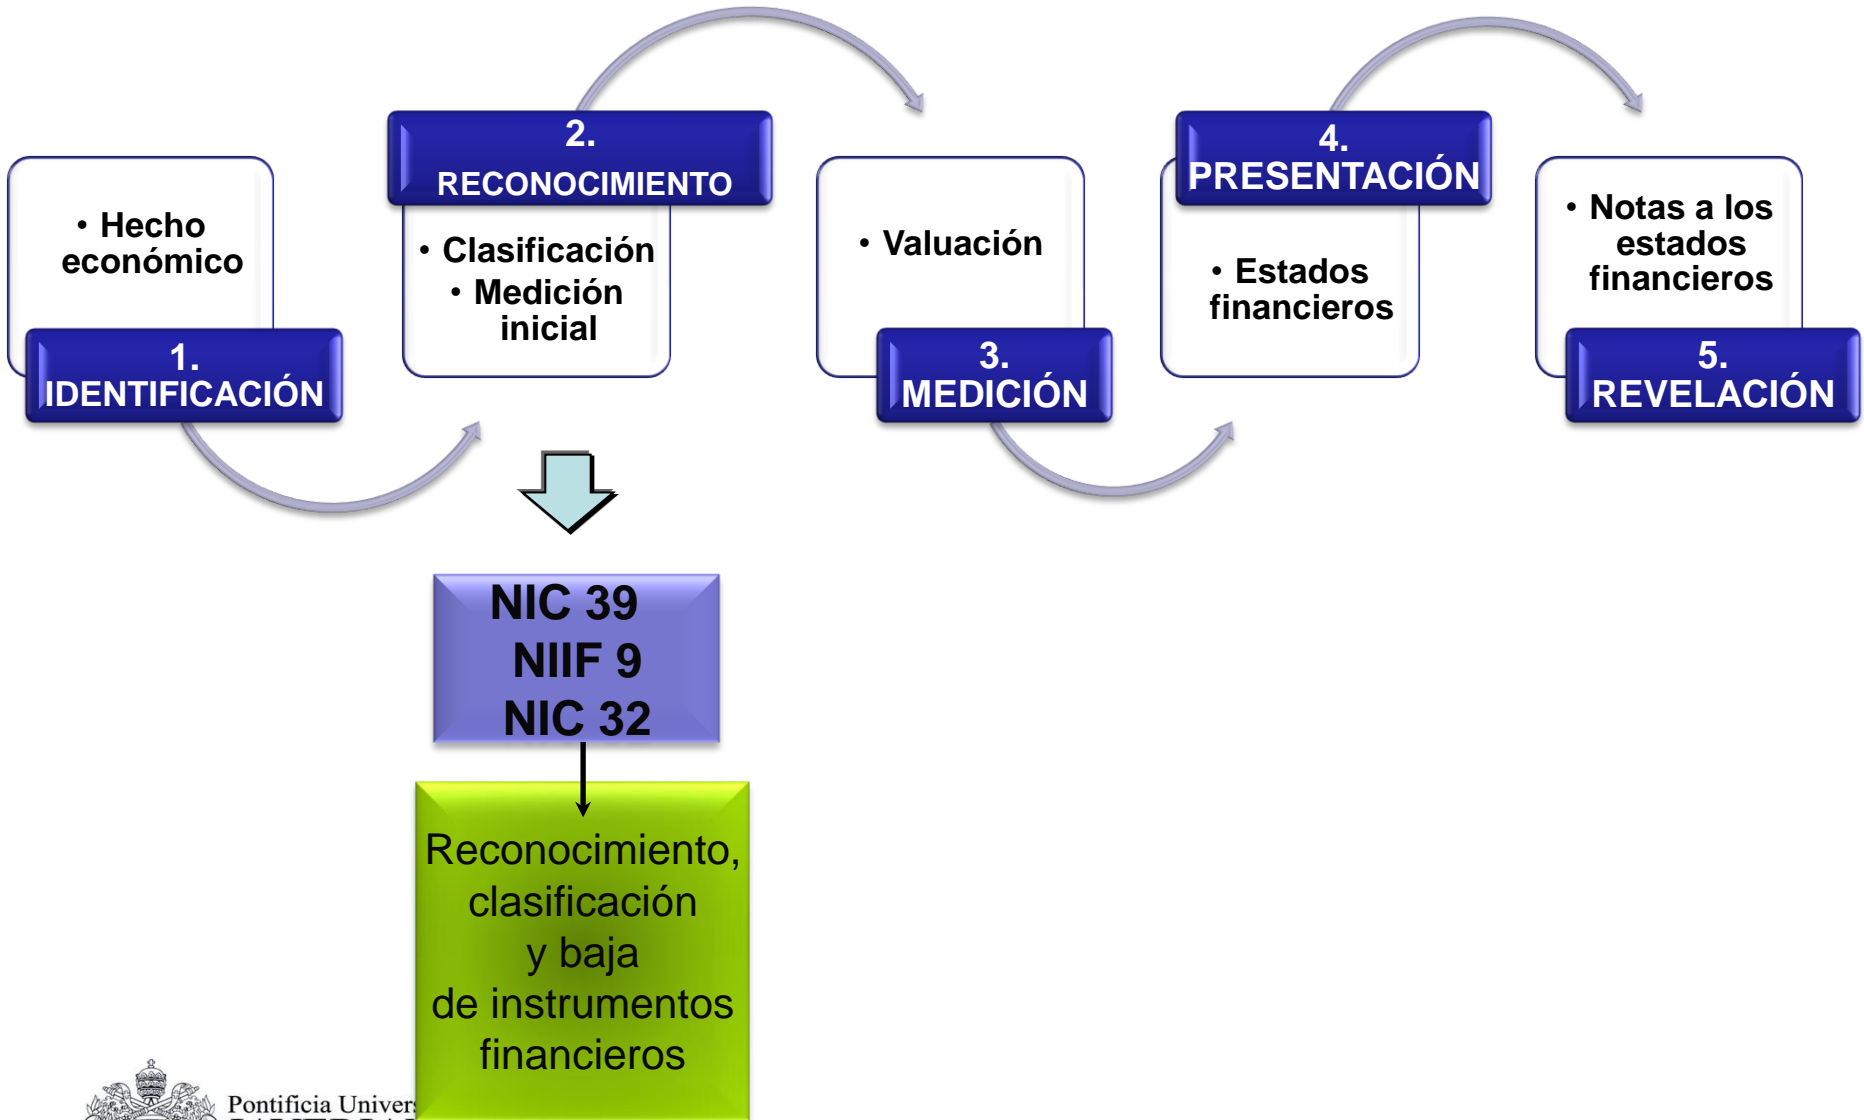 • Hecho
económico
1.
IDENTIFICACIÓN
2.
RECONOCIMIENTO
• Clasificación
• Medición
inicial
• Valuación
3.
MEDICIÓN
4.
PRESENTACIÓN
• Estados
financieros
• Notas a los
estados
financieros
5.
REVELACIÓN
NIC 39
NIIF 9
NIC 32
Reconocimiento,
clasificación
y baja
de instrumentos
financieros
Pontificia